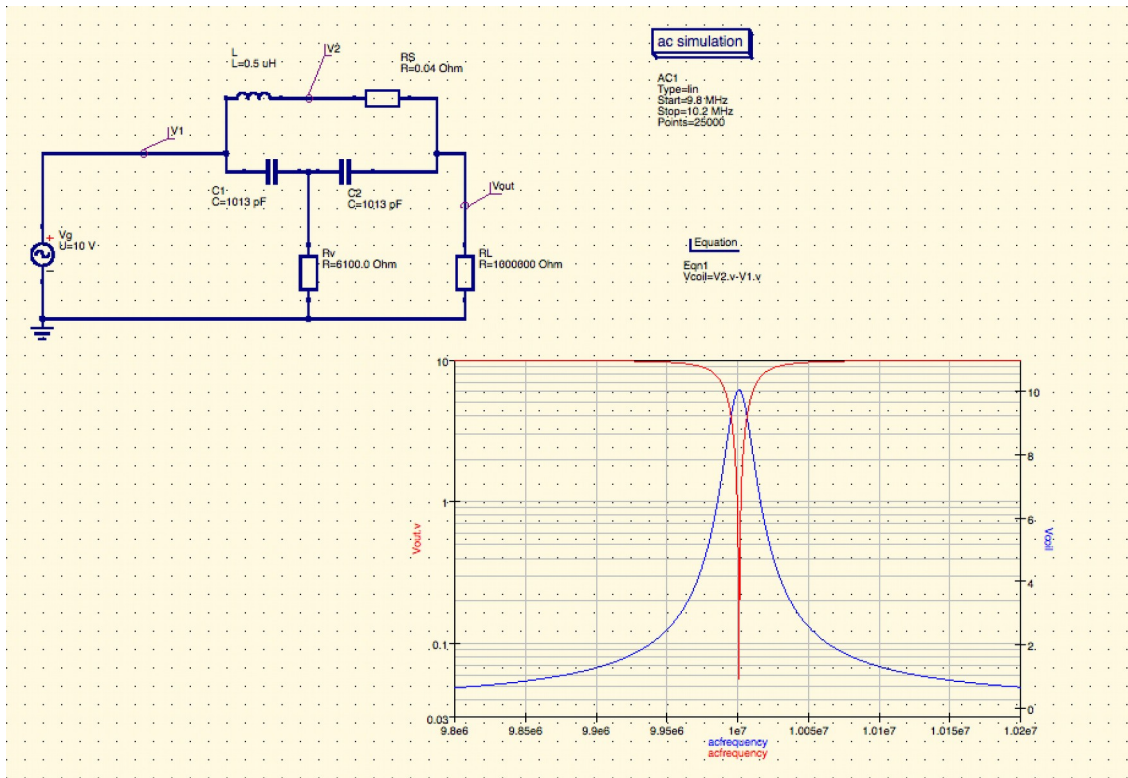 L
L=0.5 uH
V2
RS
R=0.04 Ohm
V1
C1
C=1013 pF
C2
C=1013 pF
Vout
Vg
U=10 V
+
−
Rv
R=6100.0 Ohm
RL
R=1000000 Ohm
ac simulation
AC1
Type=lin
Start=9.8 MHz
Stop=10.2 MHz
Points=25000
Equation
Eqn1
Vcoil=V2.v-V1.v
10
1
0.1
0.03
Vout.v
10
8
6
4
2
0
Vcoil
9.8e6
9.85e6
9.9e6
9.95e6
1e7
1.005e7
1.01e7
1.015e7
1.02e7
acfrequency
acfrequency